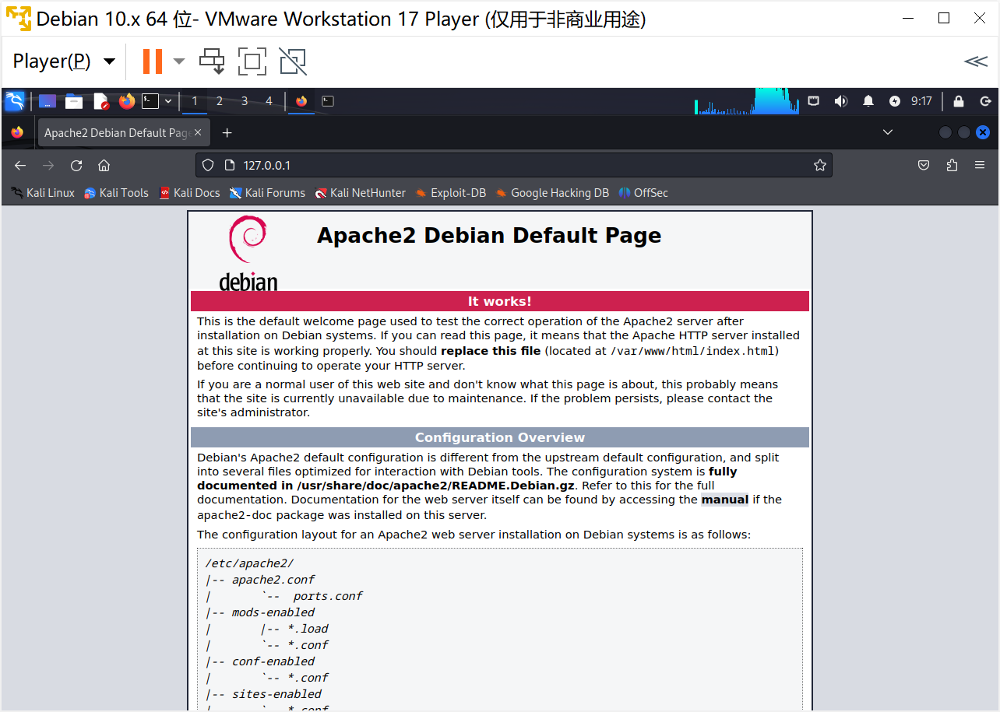 Debian 10.x 64 位- VMware Workstation 17 Player (仅用于非商业用途)
Player(P)
1 2 3 4 9:17
Apache2 Debian Default Page
127.0.0.1
Kali Linux Kali Tools Kali Docs Kali Forums Kali NetHunter Exploit-DB Google Hacking DB OffSec
debian
Apache2 Debian Default Page
It works!
This is the default welcome page used to test the correct operation of the Apache2 server after
installation on Debian systems. If you can read this page, it means that the Apache HTTP server installed
at this site is working properly. You should replace this file (located at /var/www/html/index.html)
before continuing to operate your HTTP server.
If you are a normal user of this web site and don't know what this page is about, this probably means
that the site is currently unavailable due to maintenance. If the problem persists, please contact the
site's administrator.
Configuration Overview
Debian's Apache2 default configuration is different from the upstream default configuration, and split
into several files optimized for interaction with Debian tools. The configuration system is fully
documented in /usr/share/doc/apache2/README.Debian.gz. Refer to this for the full
documentation. Documentation for the web server itself can be found by accessing the manual if the
apache2-doc package was installed on this server.
The configuration layout for an Apache2 web server installation on Debian systems is as follows:
/etc/apache2/
|-- apache2.conf
|       `--  ports.conf
|-- mods-enabled
|       |-- *.load
|       `-- *.conf
|-- conf-enabled
|       `-- *.conf
|-- sites-enabled
|       `-- *.conf